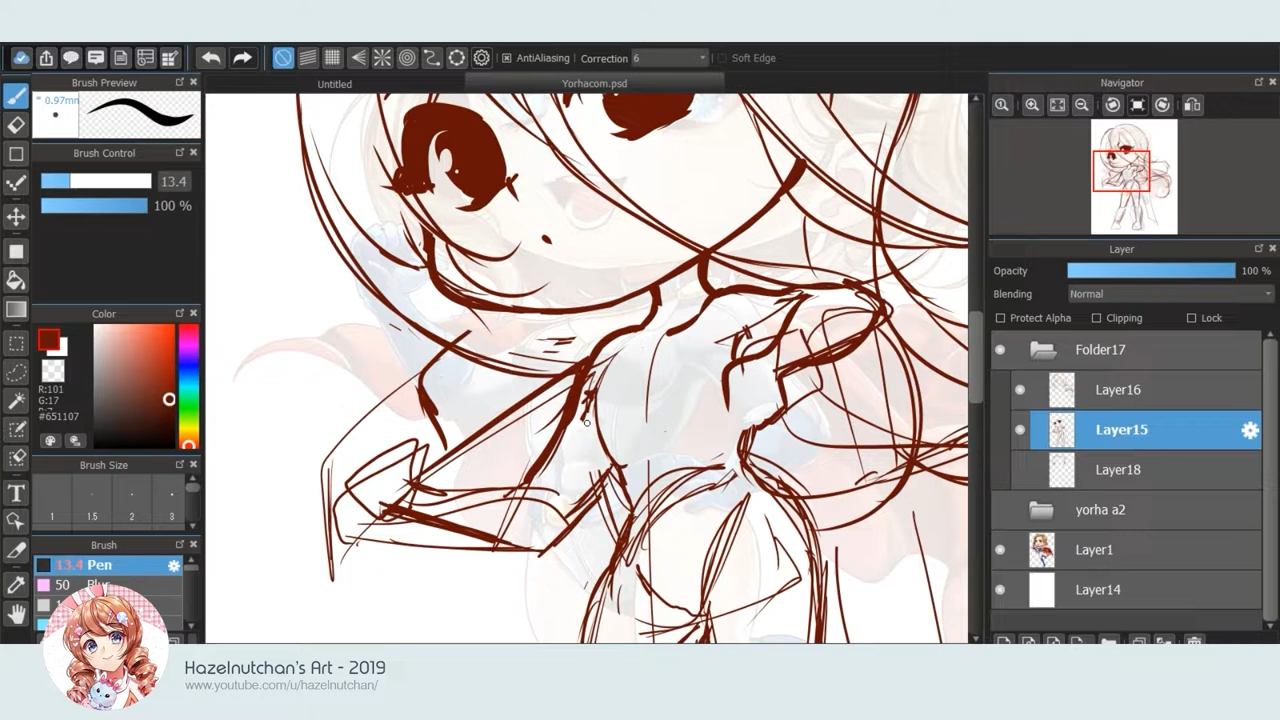 AntiAliasing
Correction
6
Soft Edge
Brush Preview
Untitled
Yorhacom.psd
Navigator
0.97mm
Brush Control
13.4
100 %
Layer
Opacity
100 %
Blending
Normal
Protect Alpha
Clipping
Lock
Color
Folder17
R:101
G:17
#651107
Layer16
Layer15
Brush Size
Layer18
1
1.5
2
3
yorha a2
Brush
Layer1
13.4 Pen
50
Layer14
T
Hazelnutchan's Art - 2019
www.youtube.com/u/hazelnutchan/